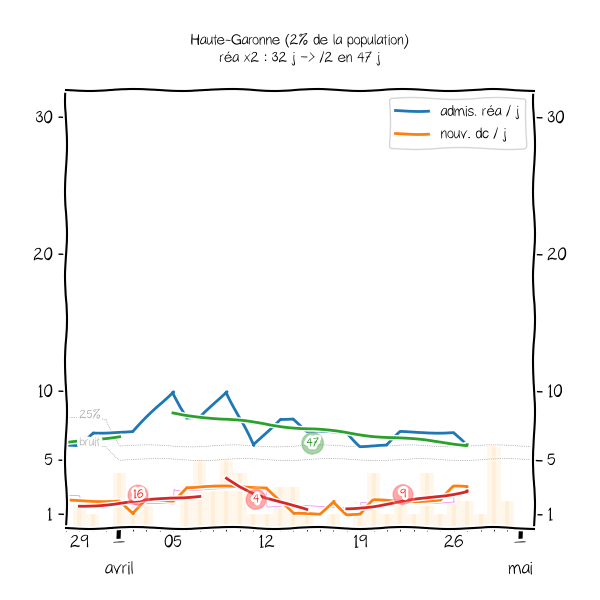 Haute-Garonne (2% de la population)
réa x2 : 32 j -> /2 en 47 j
admis. réa / j
nouv. dc / j
30
30
20
20
10
10
25%
bruit
47
5
5
16
4
9
1
1
29
05
12
19
26
avril
mai